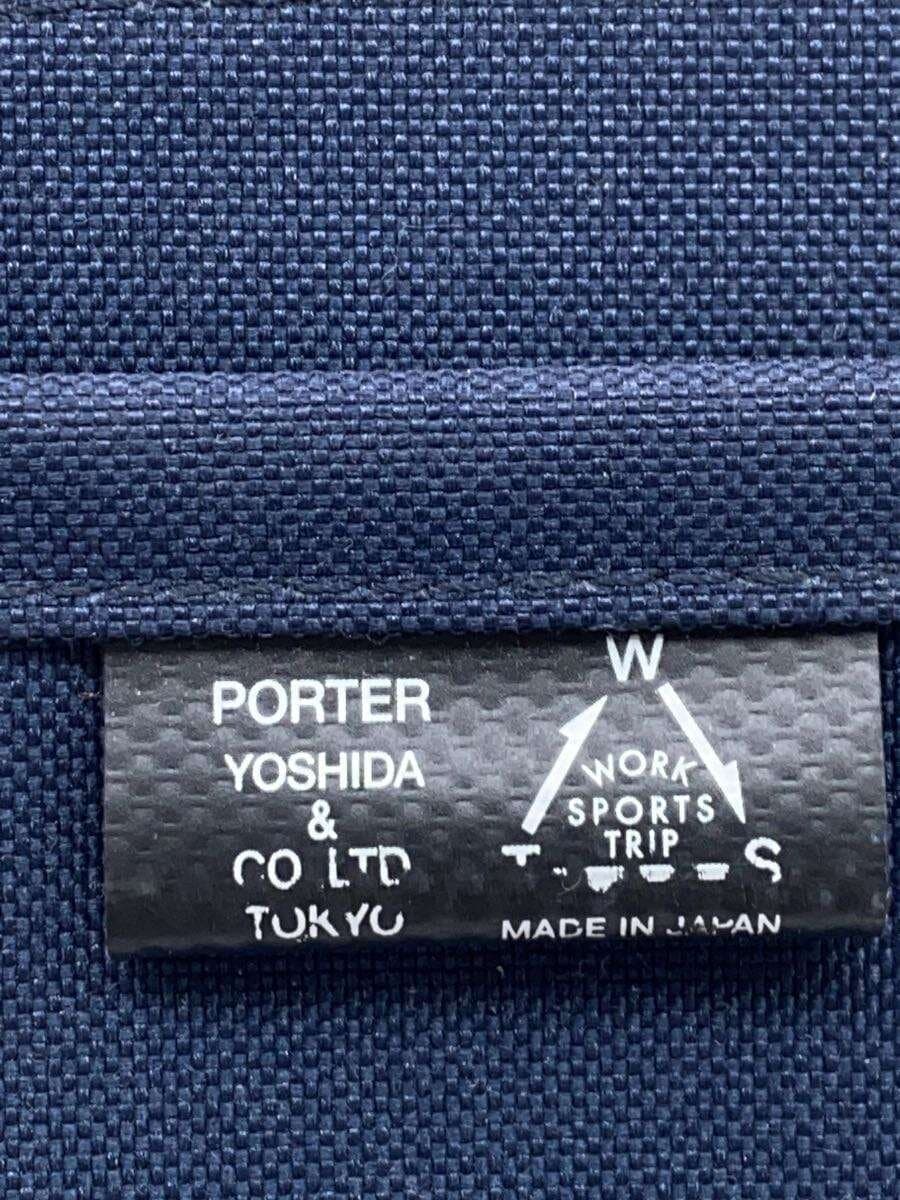 PORTER
YOSHIDA
&
CO LTD
TOKYO
W
WORK
SPORTS
TRIP
T S
MADE IN JAPAN